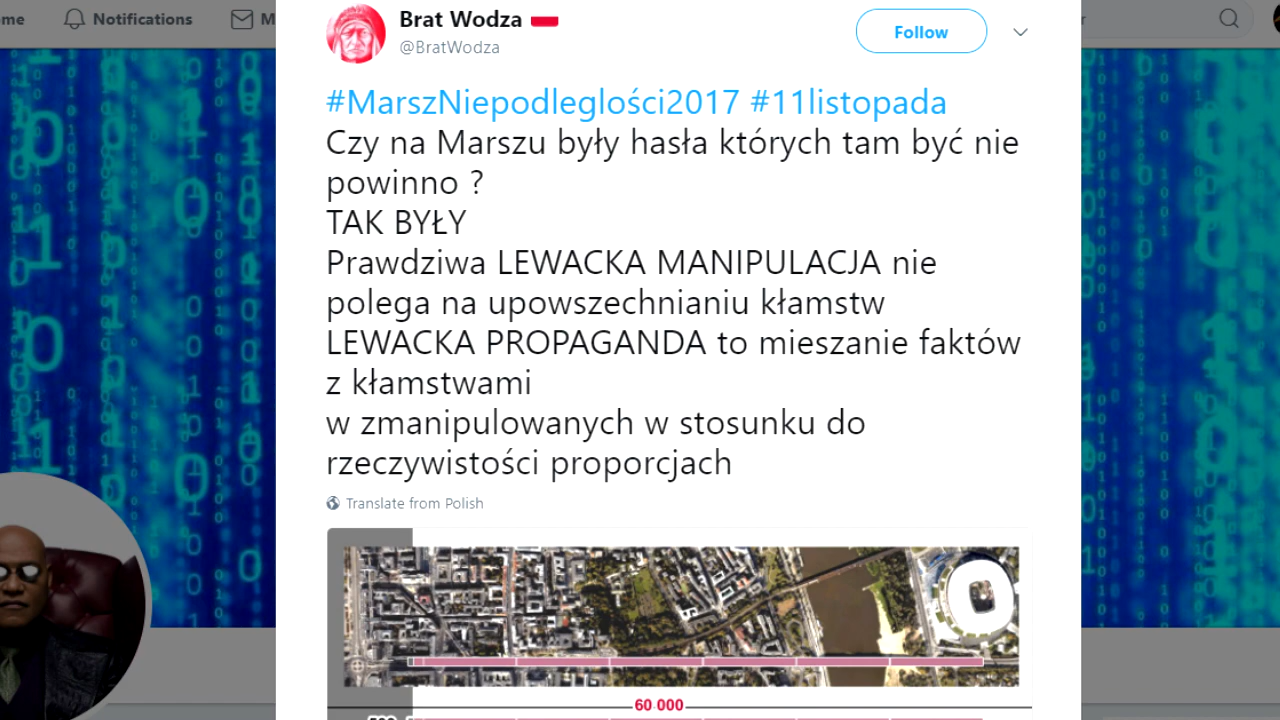 ome
Notifications
M
Brat Wodza
@BratWodza
Follow
#MarszNiepodleglości2017 #11listopada
Czy na Marszu były hasła których tam być nie
powinno ?
TAK BYŁY
Prawdziwa LEWACKA MANIPULACJA nie
polega na upowszechnianiu kłamstw
LEWACKA PROPAGANDA to mieszanie faktów
z kłamstwami
w zmanipulowanych w stosunku do
rzeczywistości proporcjach
Translate from Polish
60 000